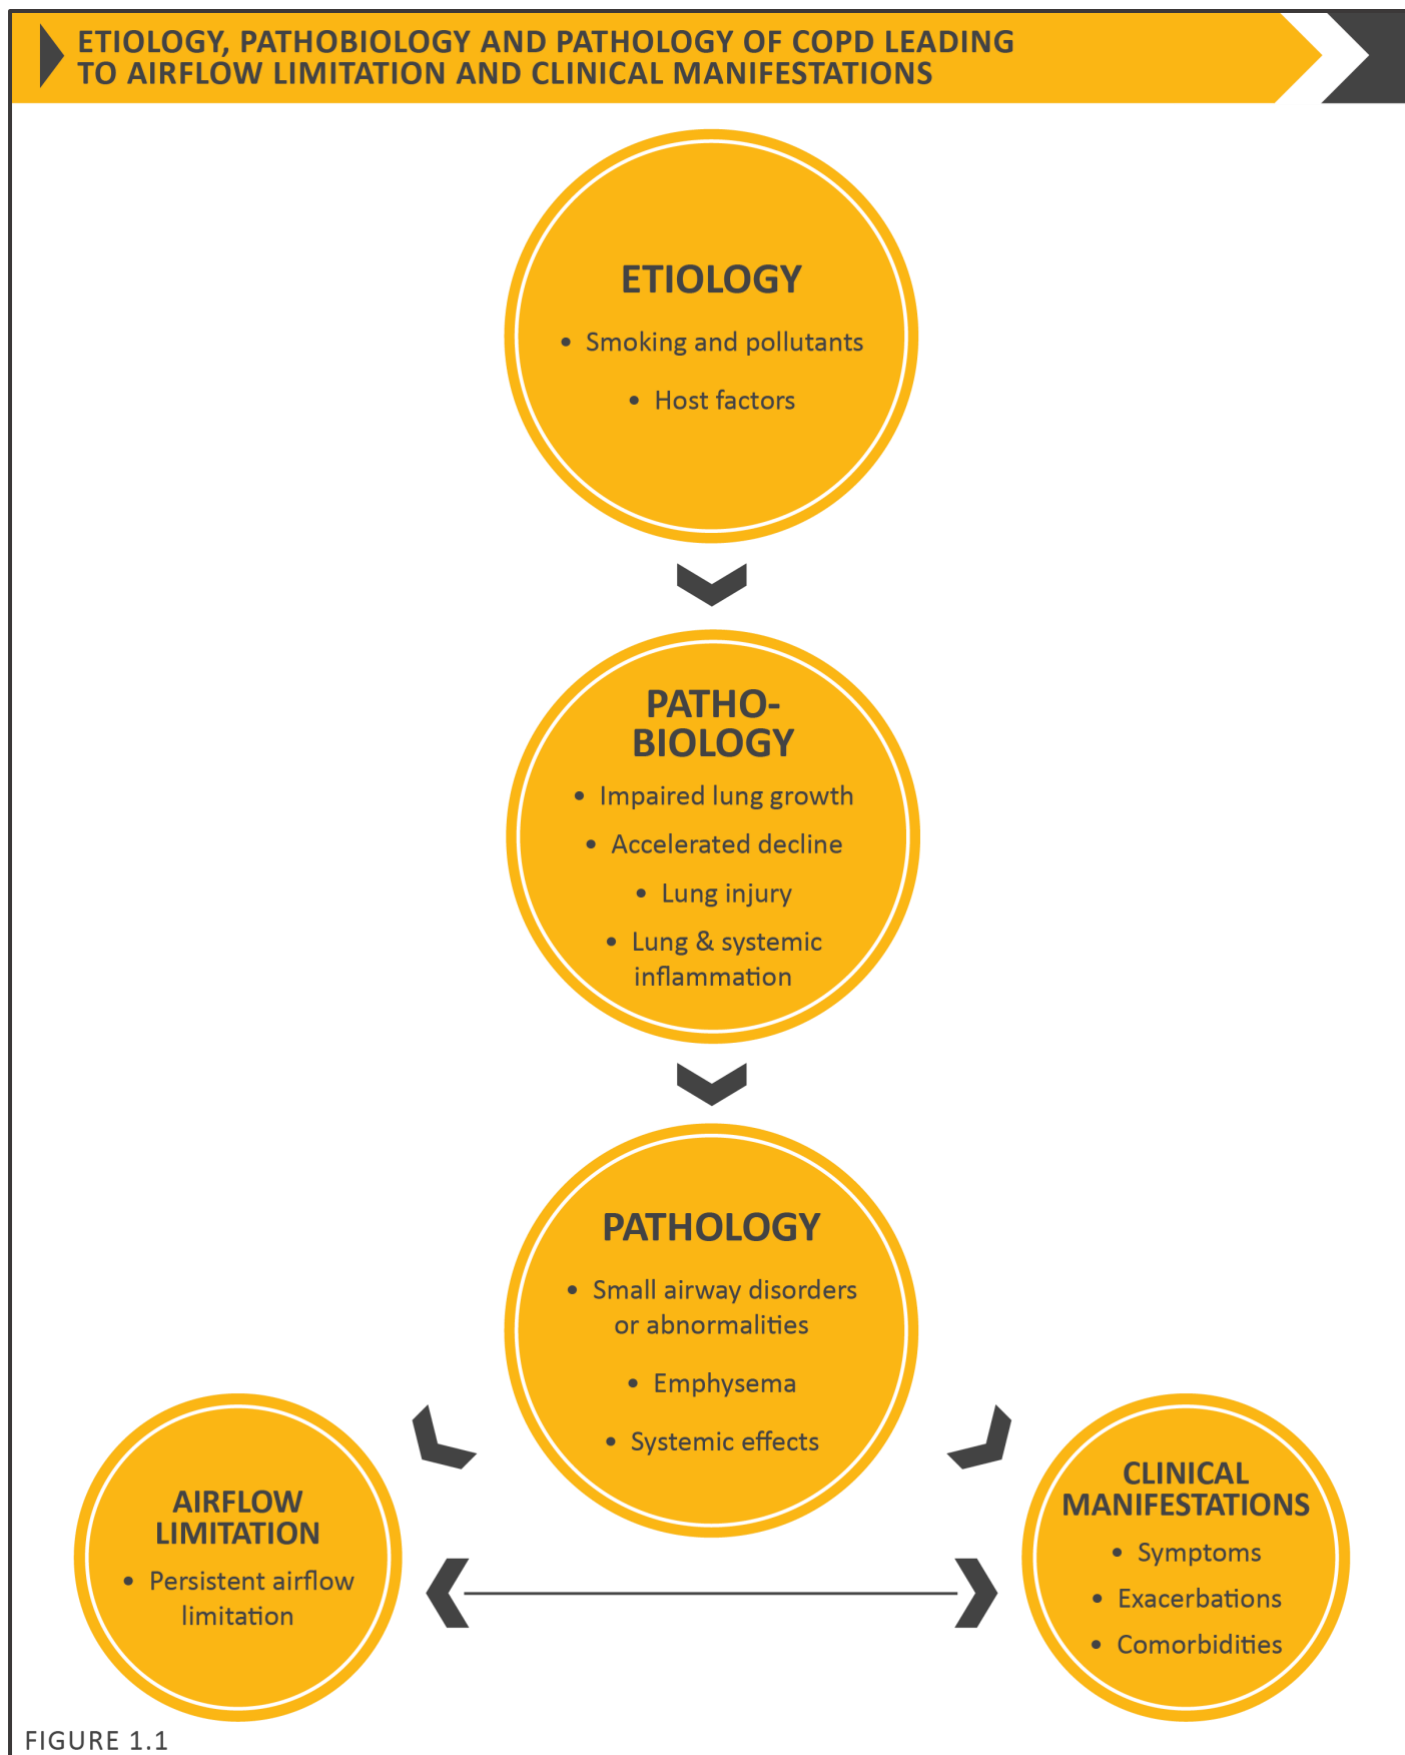 ETIOLOGY, PATHOBIOLOGY AND PATHOLOGY OF COPD LEADING
TO AIRFLOW LIMITATION AND CLINICAL MANIFESTATIONS
ETIOLOGY
• Smoking and pollutants
• Host factors
PATHO-
BIOLOGY
• Impaired lung growth
• Accelerated decline
• Lung injury
• Lung & systemic
inflammation
PATHOLOGY
• Small airway disorders
or abnormalities
• Emphysema
• Systemic effects
AIRFLOW
LIMITATION
• Persistent airflow
limitation
CLINICAL
MANIFESTATIONS
• Symptoms
• Exacerbations
• Comorbidities
FIGURE 1.1